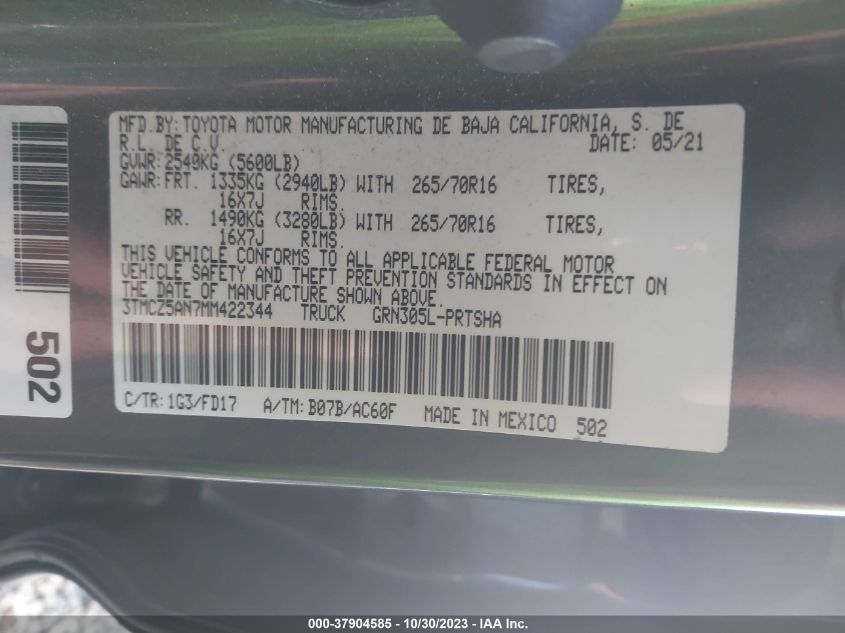 MFD.BY:TOYOTA MOTOR MANUFACTURING DE BAJA CALIFORNIA, S. DE
R.L. DE C.V. DATE: 05/21
GVWR:2540KG (5600LB)
GAWR:FRT. 1335KG (2940LB) WITH 265/70R16 TIRES,
16X7J RIMS.
RR. 1490KG (3280LB) WITH 265/70R16 TIRES,
16X7J RIMS.
THIS VEHICLE CONFORMS TO ALL APPLICABLE FEDERAL MOTOR
VEHICLE SAFETY AND THEFT PREVENTION STANDARDS IN EFFECT ON
THE DATE OF MANUFACTURE SHOWN ABOVE.
3TMCZ5AN7MM422344 TRUCK GRN305L-PRTSHA
C/TR:1G3/FD17 A/TM:B07B/AC60F MADE IN MEXICO 502
502
000-37904585 - 10/30/2023 - IAA Inc.